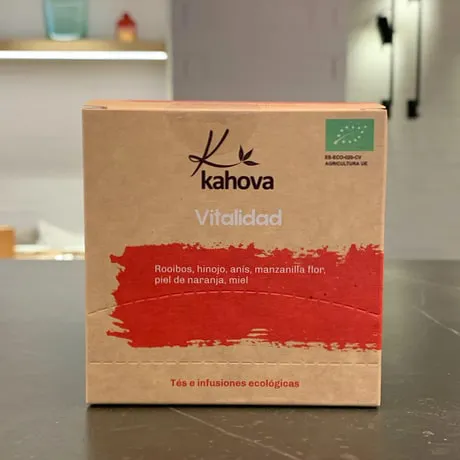 kahova
ES-ECO-020-CV
AGRICULTURA UE
Vitalidad
Rooibos, hinojo, anís, manzanilla flor,
piel de naranja, miel
Tés e infusiones ecológicas